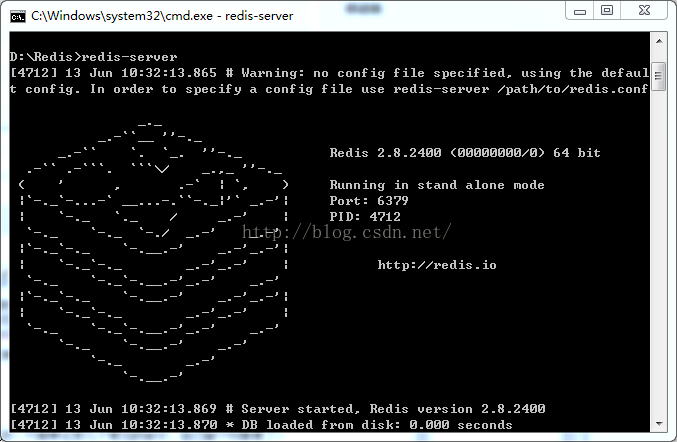 C:\Windows\system32\cmd.exe - redis-server
D:\Redis>redis-server
[4712] 13 Jun 10:32:13.865 # Warning: no config file specified, using the defaul
t config. In order to specify a config file use redis-server /path/to/redis.conf
Redis 2.8.2400 (00000000/0) 64 bit
Running in stand alone mode
Port: 6379
PID: 4712
http://blog.csdn.net/
http://redis.io
[4712] 13 Jun 10:32:13.869 # Server started, Redis version 2.8.2400
[4712] 13 Jun 10:32:13.870 * DB loaded from disk: 0.000 seconds